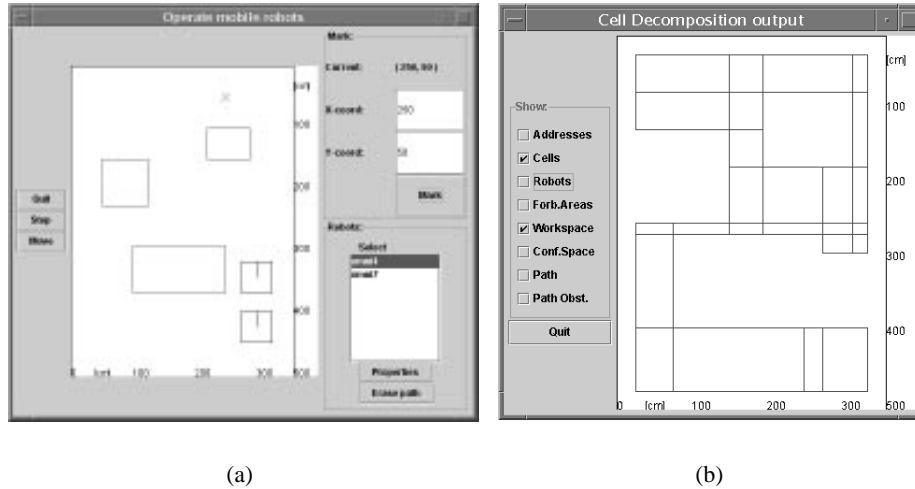 Operate mobile robots
Mark:
Current: (250,50)
X-coord: 250
Y-coord: 50
Mark
[cm]
100
200
300
400
0 [cm] 100 200 300 500
Quit
Stop
Move
Robots:
Select
Properties
Erase path
(a)
Cell Decomposition output
Show:
Addresses
Cells
Robots
Forb.Areas
Workspace
Conf.Space
Path
Path Obst.
Quit
[cm]
100
200
300
400
0 [cm] 100 200 300 500
(b)